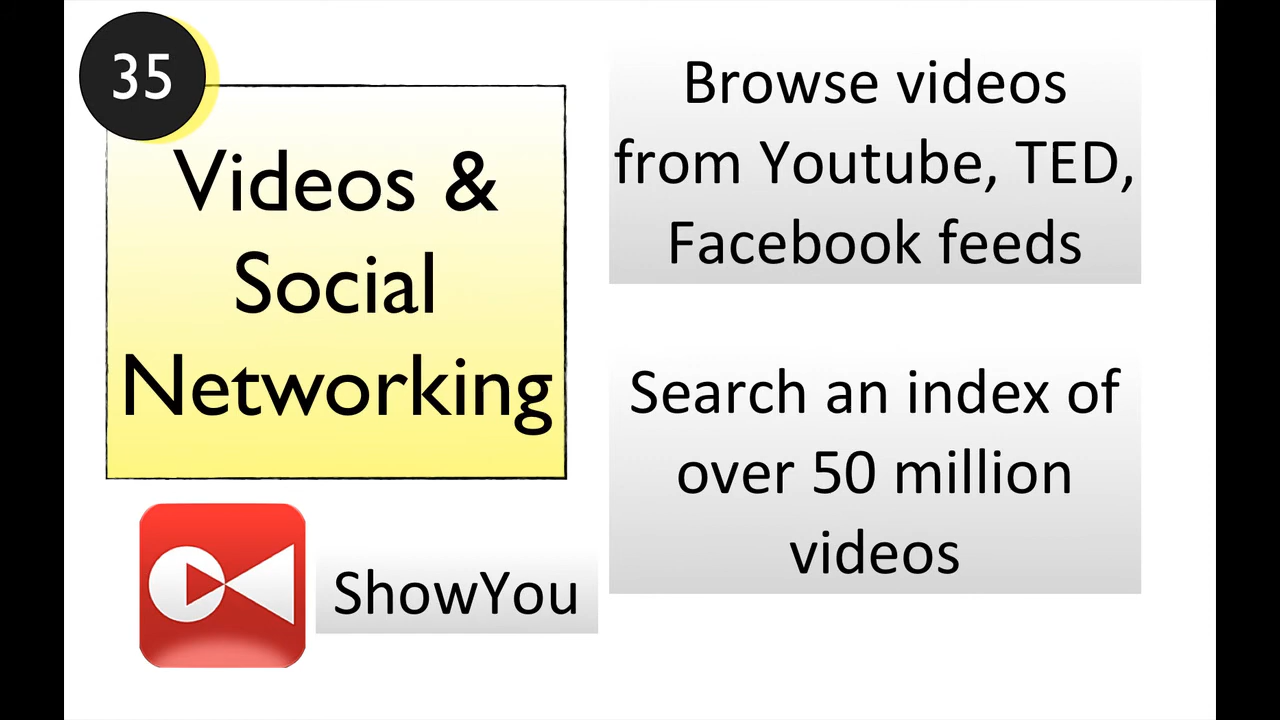 35
Videos &
Social
Networking
ShowYou
Browse videos
from Youtube, TED,
Facebook feeds
Search an index of
over 50 million
videos